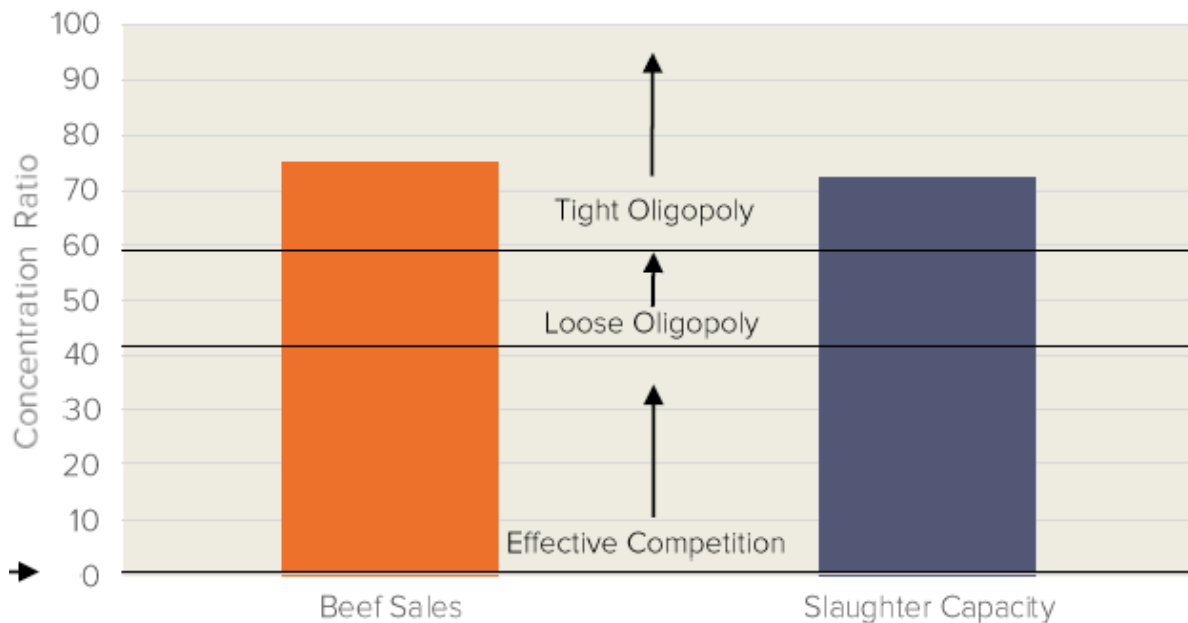 100
90
80
70
60
50
40
30
20
10
0
Concentration Ratio
Tight Oligopoly
Loose Oligopoly
Effective Competition
Beef Sales
Slaughter Capacity